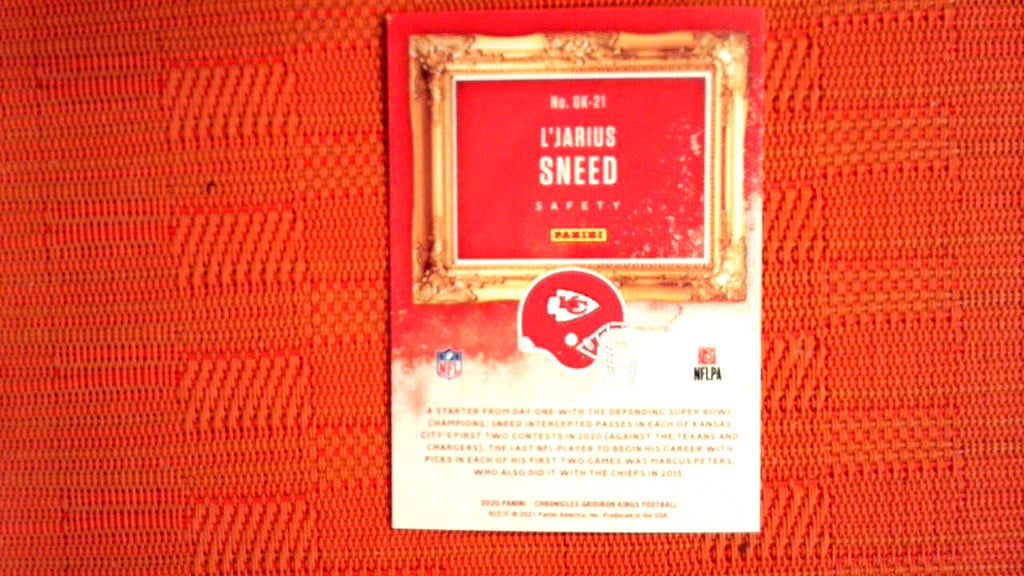 No. GK-21
L'JARIUS
SNEED
SAFETY
PANINI
KC
NFL
NFLPA
A STARTER FROM DAY ONE WITH THE DEFENDING SUPER BOWL
CHAMPIONS, SNEED INTERCEPTED PASSES IN EACH OF KANSAS
CITY'S FIRST TWO CONTESTS IN 2020 (AGAINST THE TEXANS AND
CHARGERS). THE LAST NFL PLAYER TO BEGIN HIS CAREER WITH
PICKS IN EACH OF HIS FIRST TWO GAMES WAS MARCUS PETERS,
WHO ALSO DID IT WITH THE CHIEFS IN 2015.
2020 PANINI - CHRONICLES GRIDIRON KINGS FOOTBALL
© 2021 Panini America, Inc. Produced in the USA.